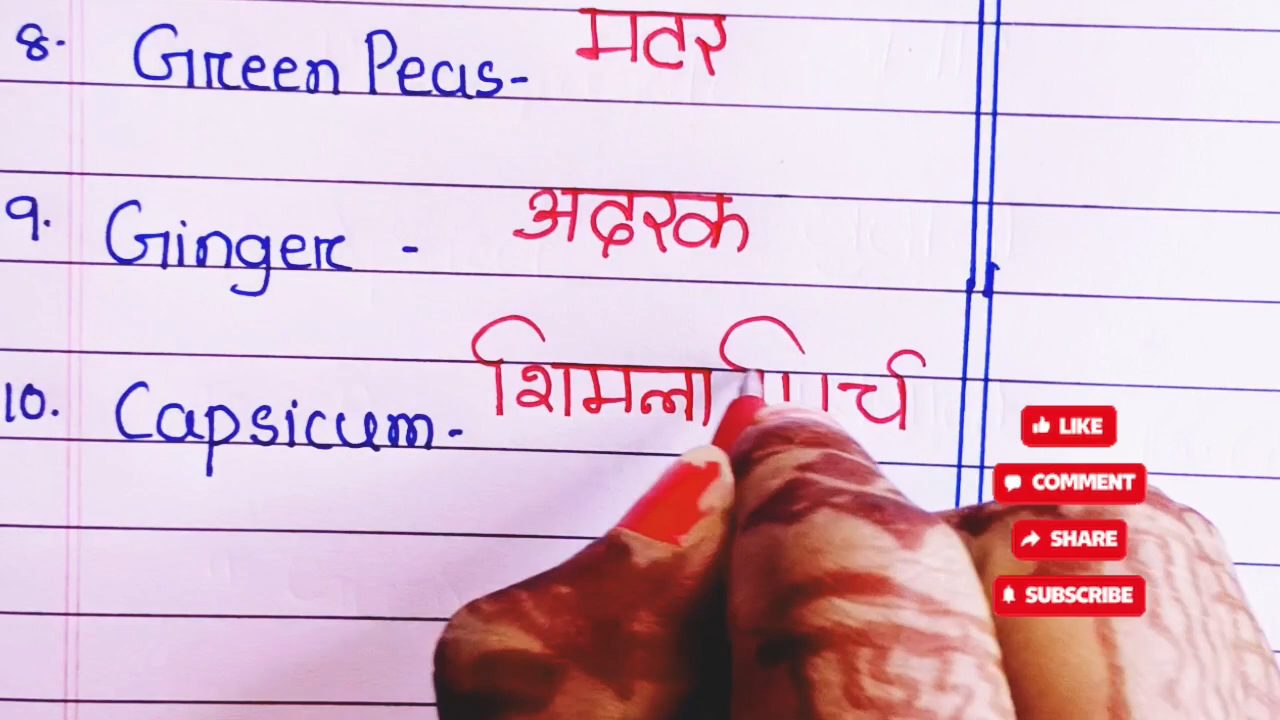 8. Green Peas- मटर
9. Ginger - अदरक
10. Capsicum- शिमला मिर्च
LIKE
COMMENT
SHARE
SUBSCRIBE